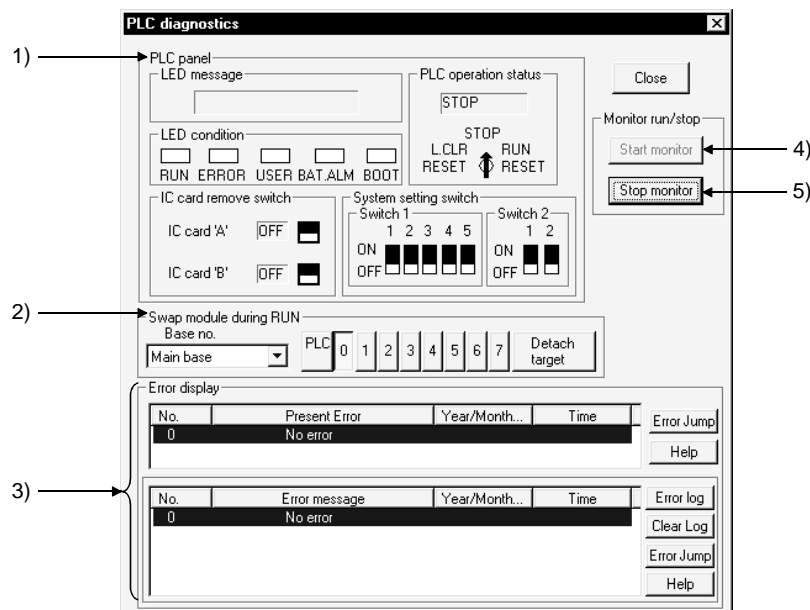 PLC diagnostics
1)
PLC panel
LED message
PLC operation status
STOP
STOP
L.CLR RUN
RESET RESET
Close
Monitor run/stop
Start monitor
4)
Stop monitor
5)
LED condition
RUN ERROR USER BAT.ALM BOOT
IC card remove switch
IC card 'A' OFF
IC card 'B' OFF
System setting switch
Switch 1
1 2 3 4 5
ON
OFF
Switch 2
1 2
ON
OFF
2)
Swap module during RUN
Base no.
Main base
PLC 0 1 2 3 4 5 6 7
Detach
target
3)
Error display
No. Present Error Year/Month... Time
0 No error
Error Jump
Help
No. Error message Year/Month... Time
0 No error
Error log
Clear Log
Error Jump
Help